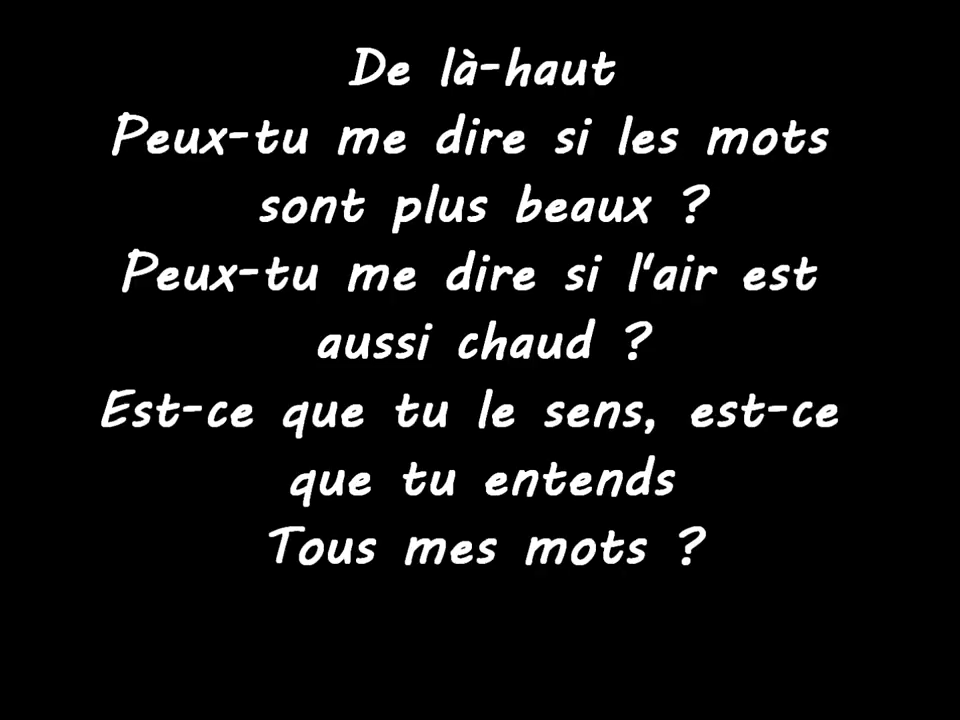 De là-haut
Peux-tu me dire si les mots
sont plus beaux ?
Peux-tu me dire si l'air est
aussi chaud ?
Est-ce que tu le sens, est-ce
que tu entends
Tous mes mots ?